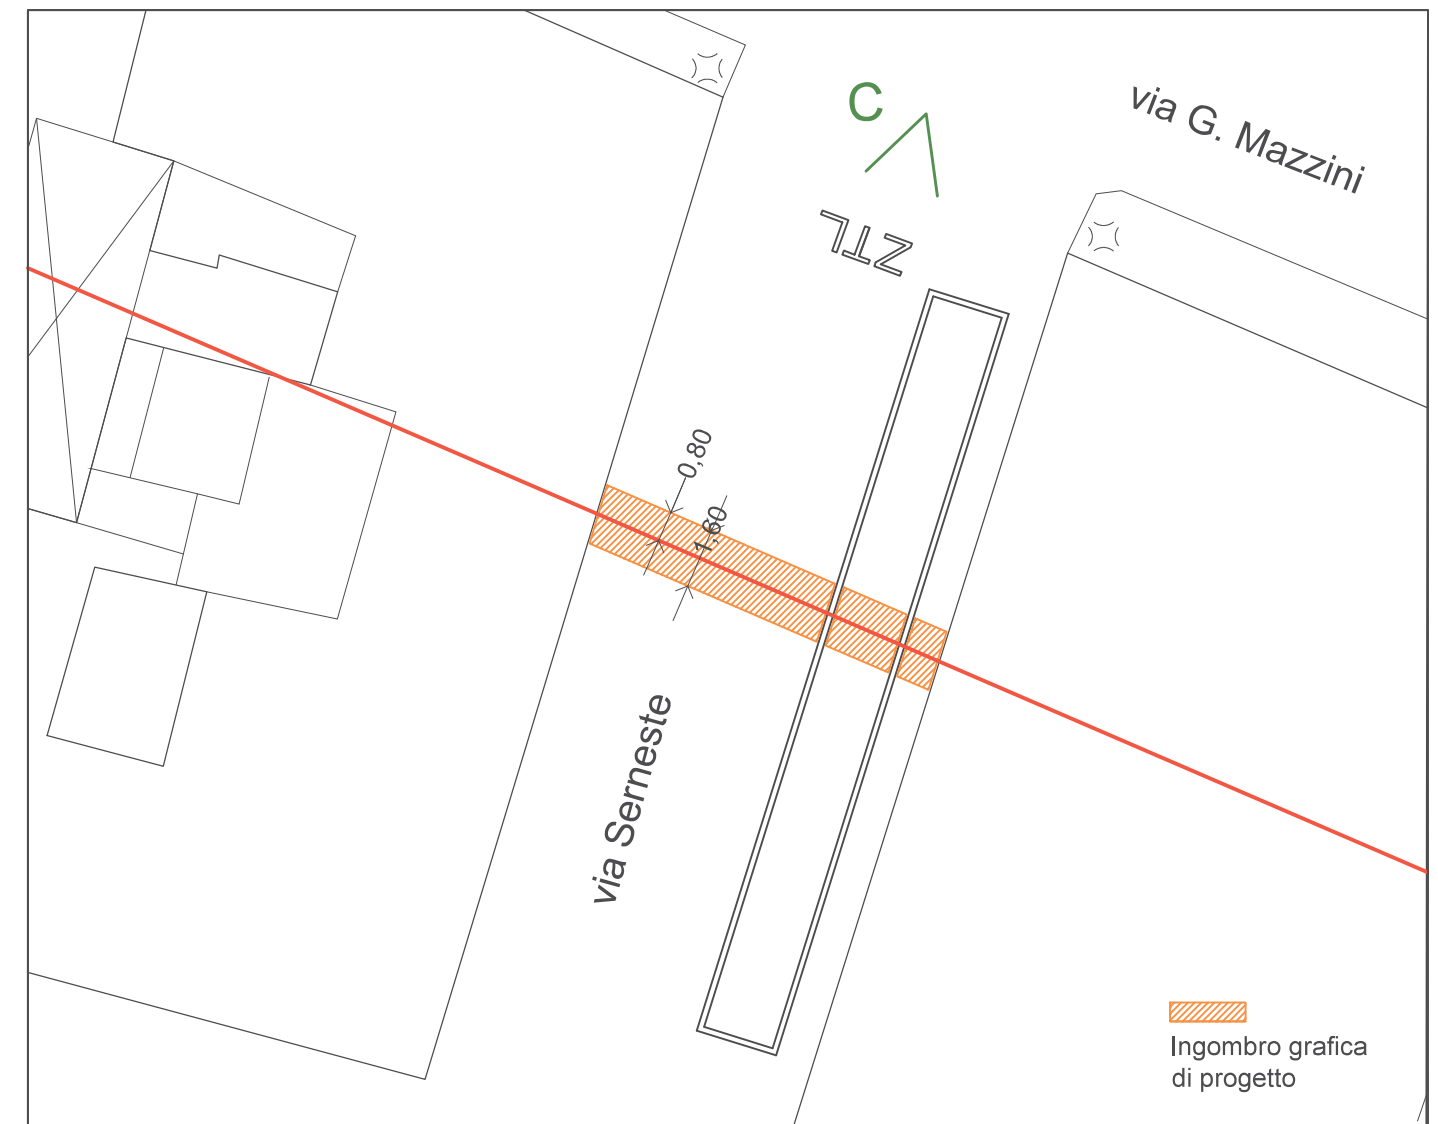 C
via G. Mazzini
ZTL
0,80
1,60
via Serneste
Ingombro grafica
di progetto